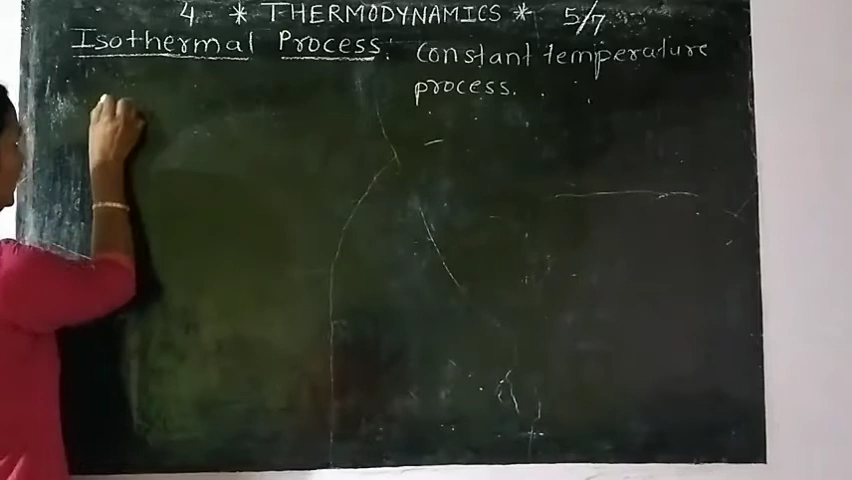 4 * THERMODYNAMICS * 5/7
Isothermal Process: Constant temperature
process.